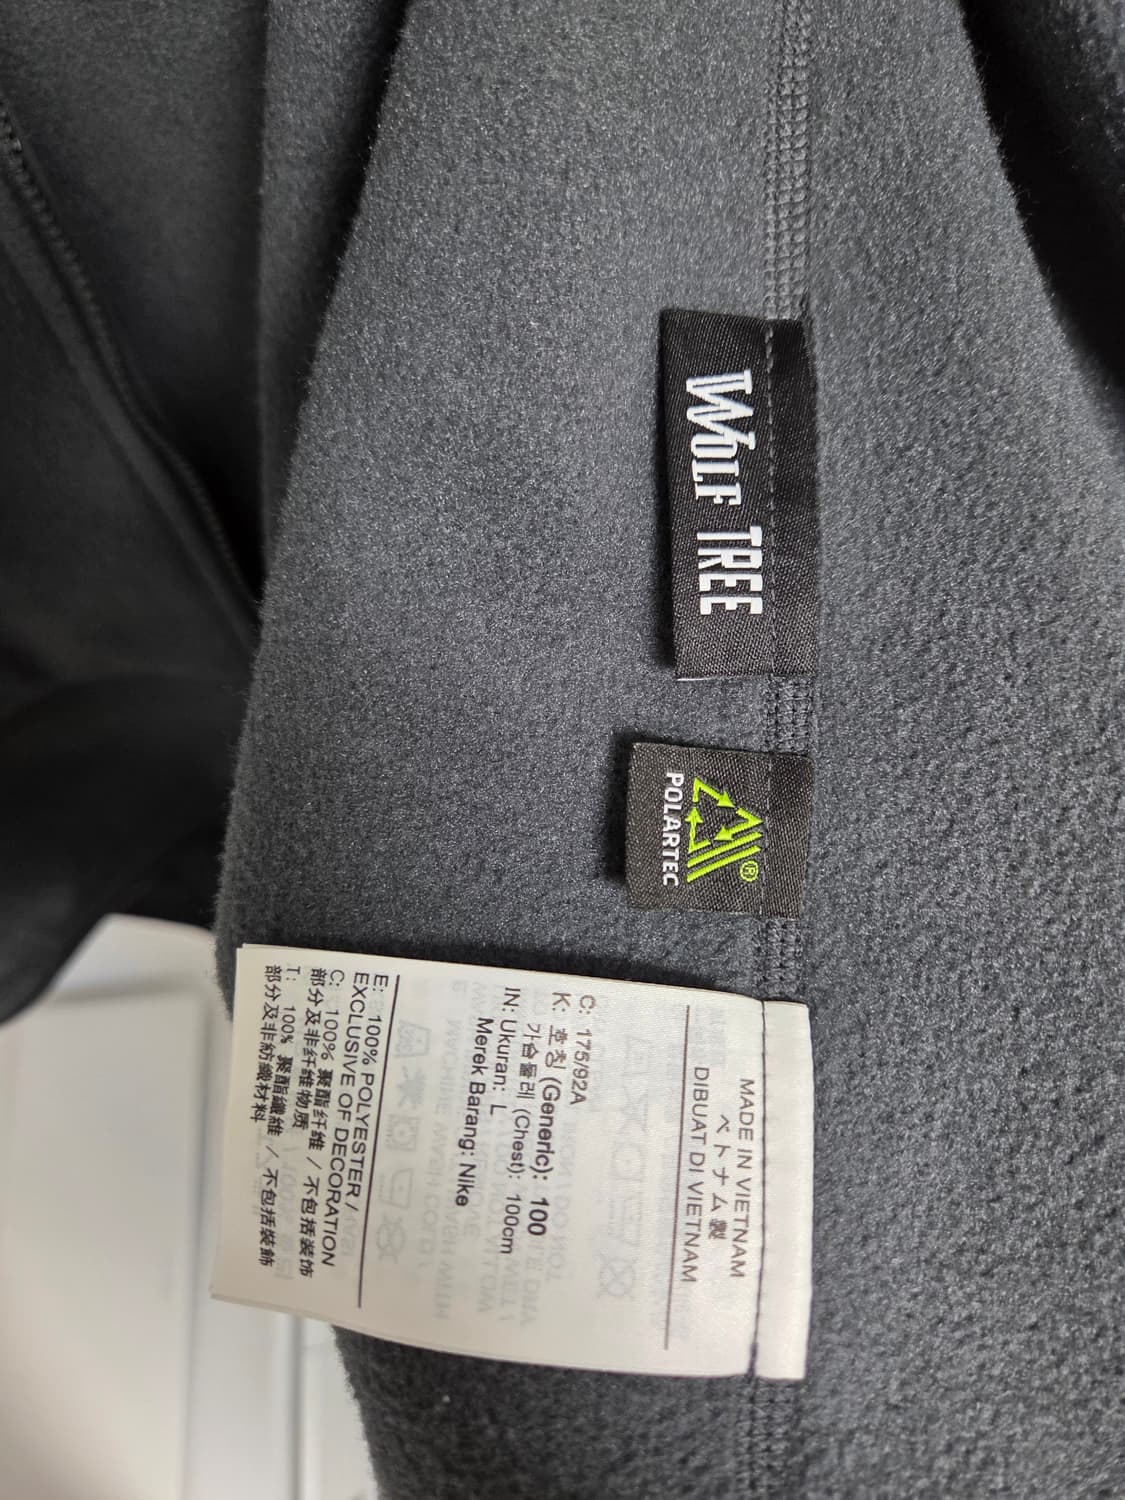 WOLF TREE
POLARTEC
®
MADE IN VIETNAM
ベトナム製
DIBUAT DI VIETNAM
C: 175/92A
K: 호칭 (Generic): 100
가슴둘레 (Chest): 100cm
IN: Ukuran: L
Merek Barang: Nike
E: 100% POLYESTER /
EXCLUSIVE OF DECORATION
C: 100% 聚酯纤维 / 不包括装饰
部分及非纤维物质
T: 100% 聚酯纖維 / 不包括裝飾
部分及非紡織材料